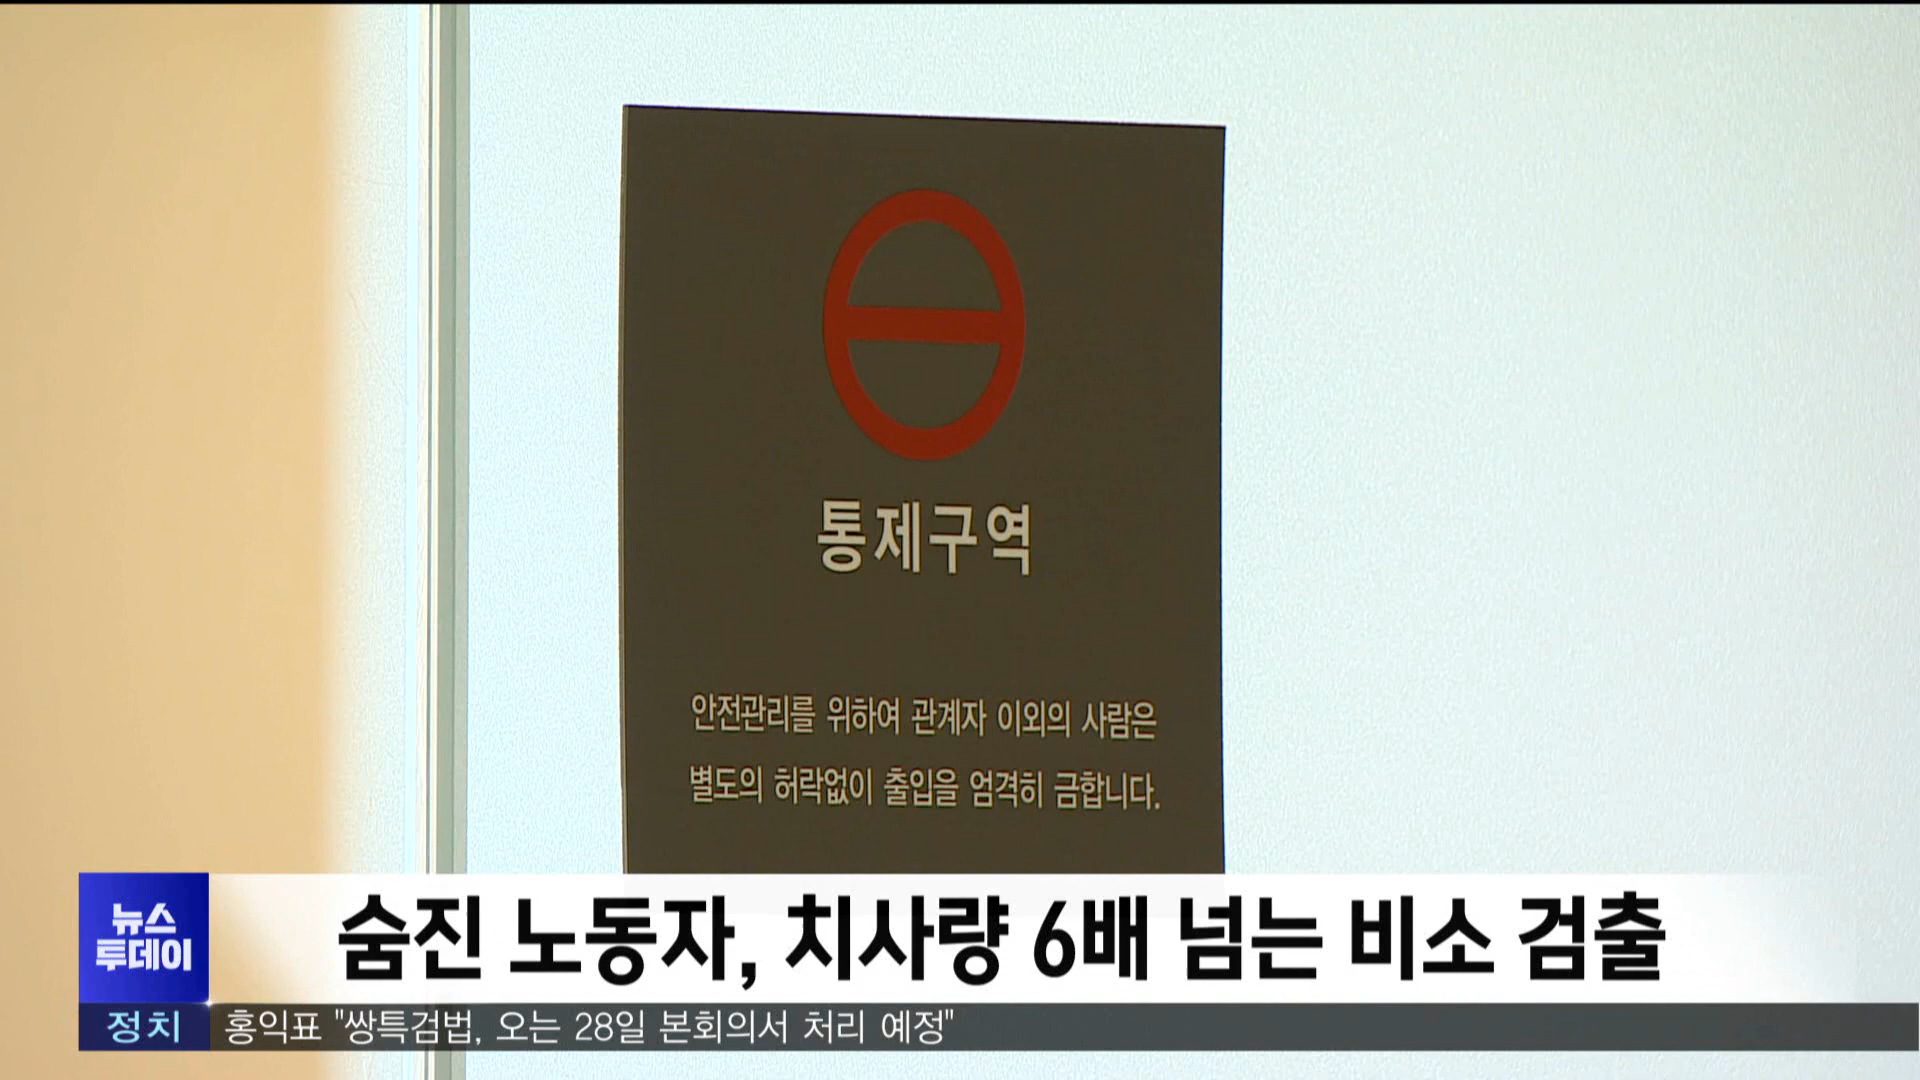 통제구역
안전관리를 위하여 관계자 이외의 사람은
별도의 허락없이 출입을 엄격히 금합니다.
뉴스
투데이
숨진 노동자, 치사량 6배 넘는 비소 검출
정치
홍익표 "쌍특검법, 오는 28일 본회의서 처리 예정"